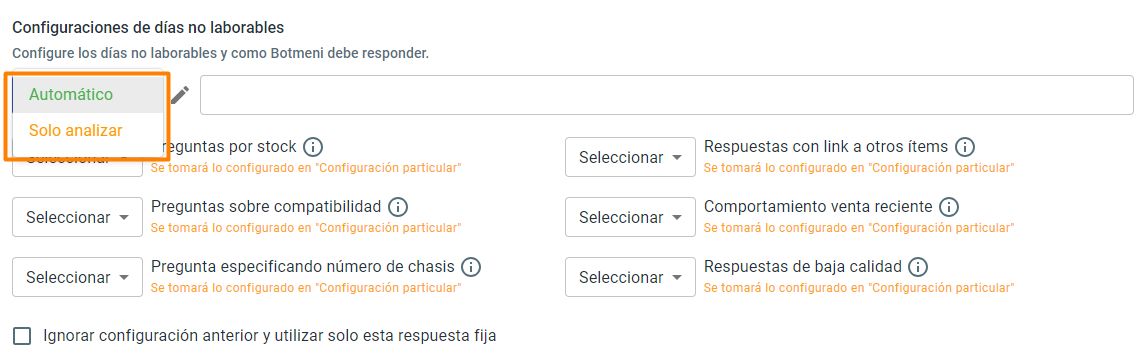 Configuraciones de días no laborables
Configure los días no laborables y como Botmeni debe responder.
Automático
Solo analizar
Seleccionar
Preguntas por stock
Se tomará lo configurado en "Configuración particular"
Seleccionar
Respuestas con link a otros ítems
Se tomará lo configurado en "Configuración particular"
Seleccionar
Preguntas sobre compatibilidad
Se tomará lo configurado en "Configuración particular"
Seleccionar
Comportamiento venta reciente
Se tomará lo configurado en "Configuración particular"
Seleccionar
Pregunta especificando número de chasis
Se tomará lo configurado en "Configuración particular"
Seleccionar
Respuestas de baja calidad
Se tomará lo configurado en "Configuración particular"
Ignorar configuración anterior y utilizar solo esta respuesta fija